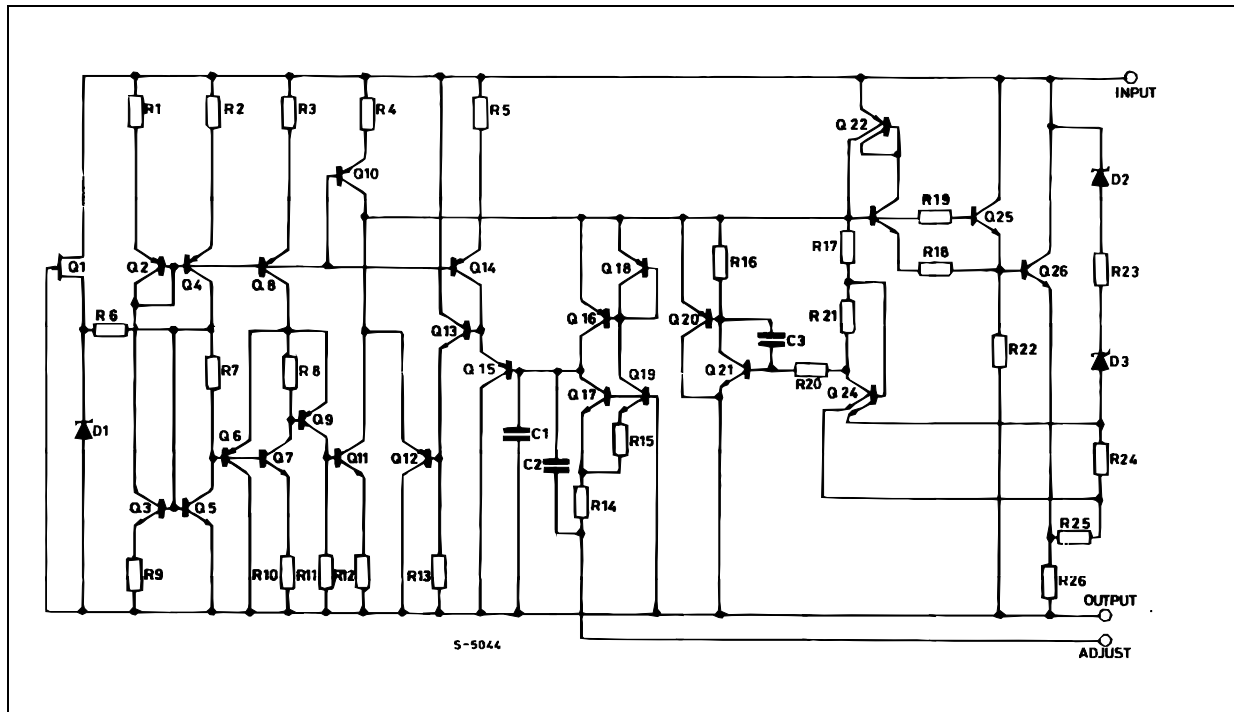 INPUT
R1
R2
R3
R4
R5
Q22
Q10
D2
R19
Q25
Q1
Q2
Q4
Q8
Q14
Q18
R16
R17
R18
Q26
R23
R6
Q13
Q16
Q20
R21
C3
R22
D3
R7
R8
Q15
Q19
Q21
R20
Q24
Q17
D1
Q6
Q9
Q7
Q11
Q12
C1
C2
R15
R24
Q3
Q5
R14
R25
R9
R10
R11
R12
R13
R26
OUTPUT
S-5044
ADJUST